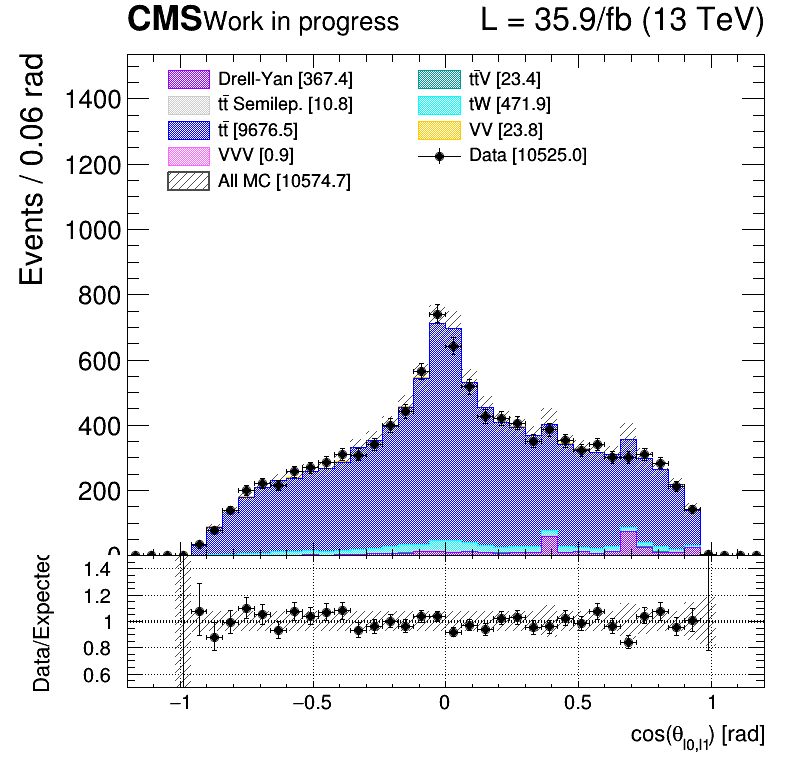 CMS Work in progress L = 35.9/fb (13 TeV)
Events / 0.06 rad
Drell-Yan [367.4] tt̄V [23.4]
tt̄ Semilep. [10.8] tW [471.9]
tt̄ [9676.5] VV [23.8]
VVV [0.9] Data [10525.0]
All MC [10574.7]
1400
1200
1000
800
600
400
200
0
Data/Expected
1.4
1.2
1
0.8
0.6
−1 −0.5 0 0.5 1
cos(θl0,l1) [rad]